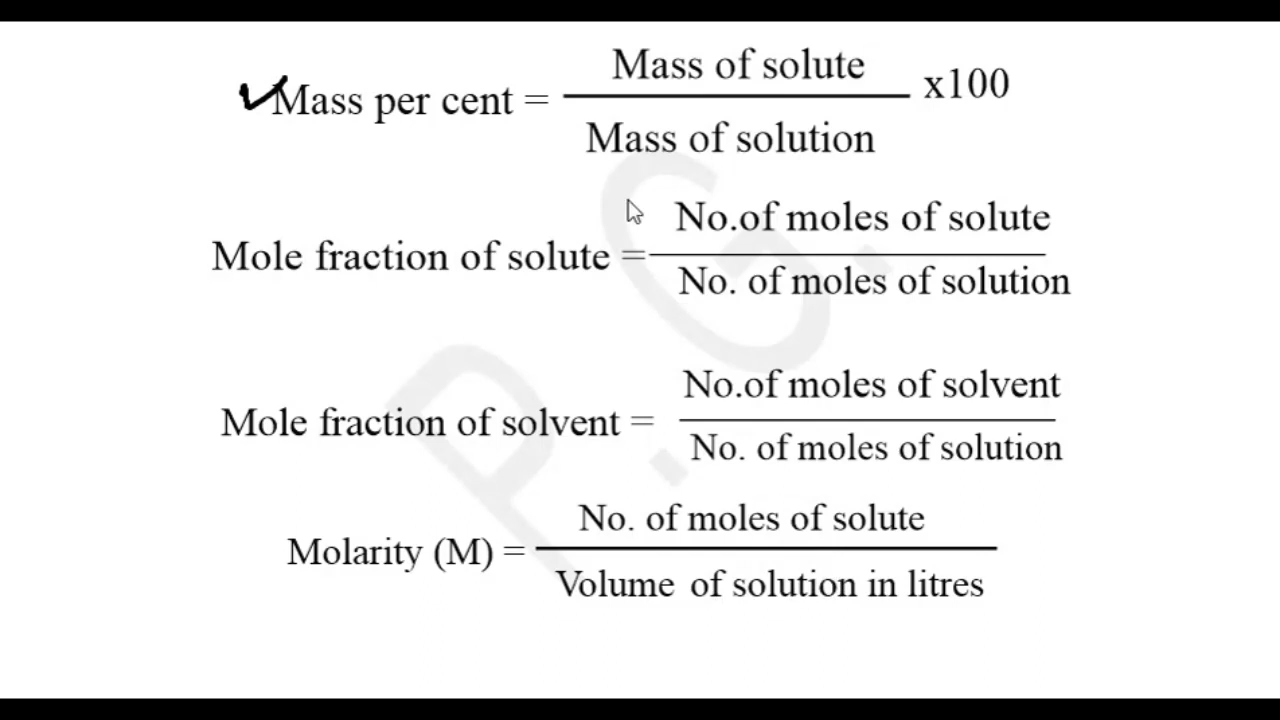 Mass per cent = Mass of solute x100
Mass of solution
Mole fraction of solute = No.of moles of solute
No. of moles of solution
Mole fraction of solvent = No.of moles of solvent
No. of moles of solution
Molarity (M) = No. of moles of solute
Volume of solution in litres
P.G.